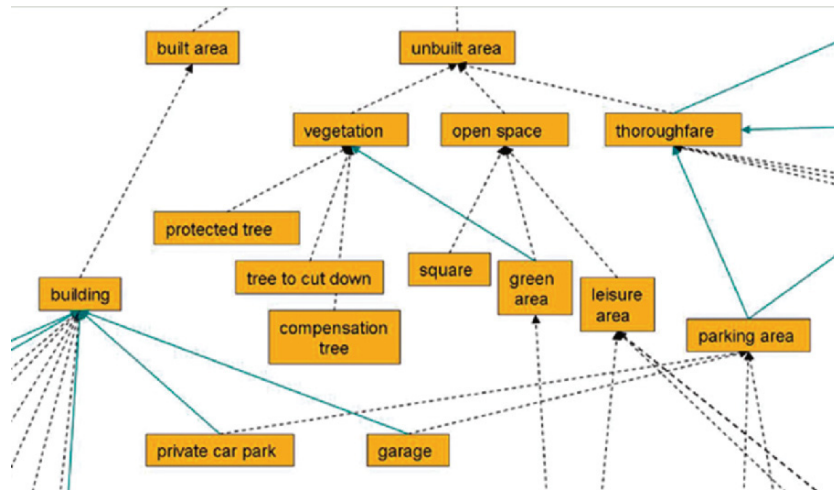 built area
unbuilt area
vegetation
open space
thoroughfare
protected tree
tree to cut down
square
green
area
leisure
area
building
compensation
tree
parking area
private car park
garage